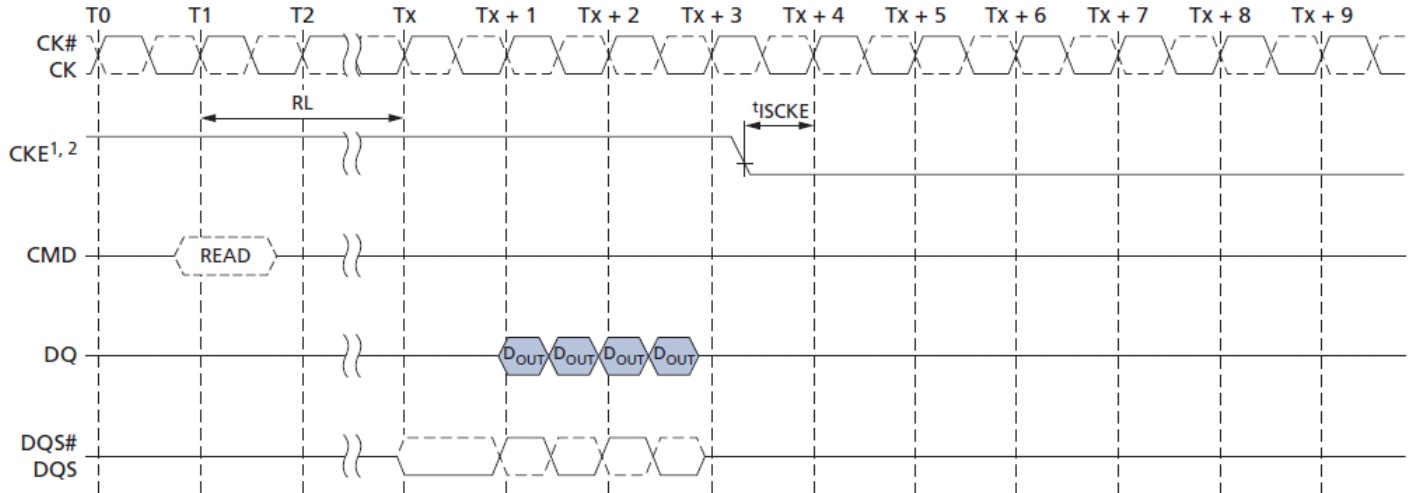 T0 T1 T2 Tx Tx + 1 Tx + 2 Tx + 3 Tx + 4 Tx + 5 Tx + 6 Tx + 7 Tx + 8 Tx + 9
CK#
CK
RL
tISCKE
CKE1, 2
CMD READ
DQ DOUT DOUT DOUT DOUT
DQS#
DQS